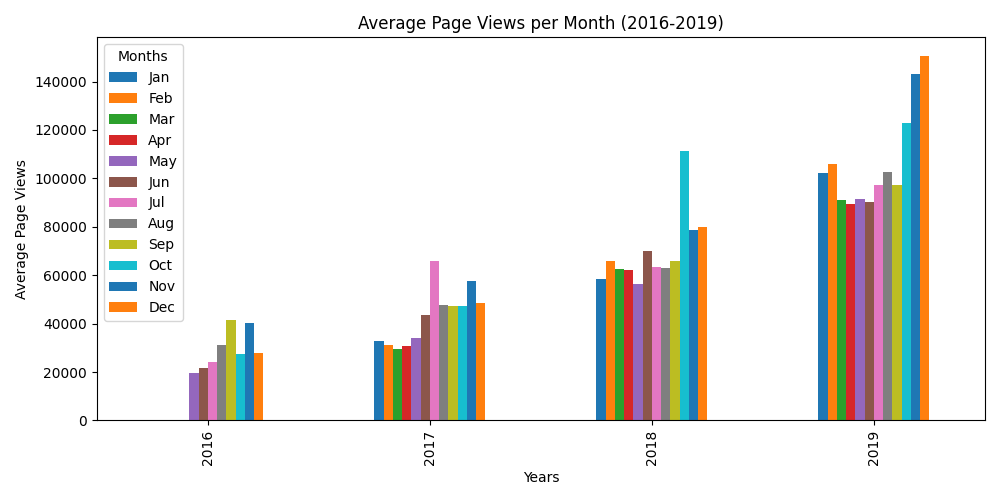 Average Page Views per Month (2016-2019)
Months
Jan
Feb
Mar
Apr
May
Jun
Jul
Aug
Sep
Oct
Nov
Dec
Average Page Views
140000
120000
100000
80000
60000
40000
20000
0
2016
2017
2018
2019
Years